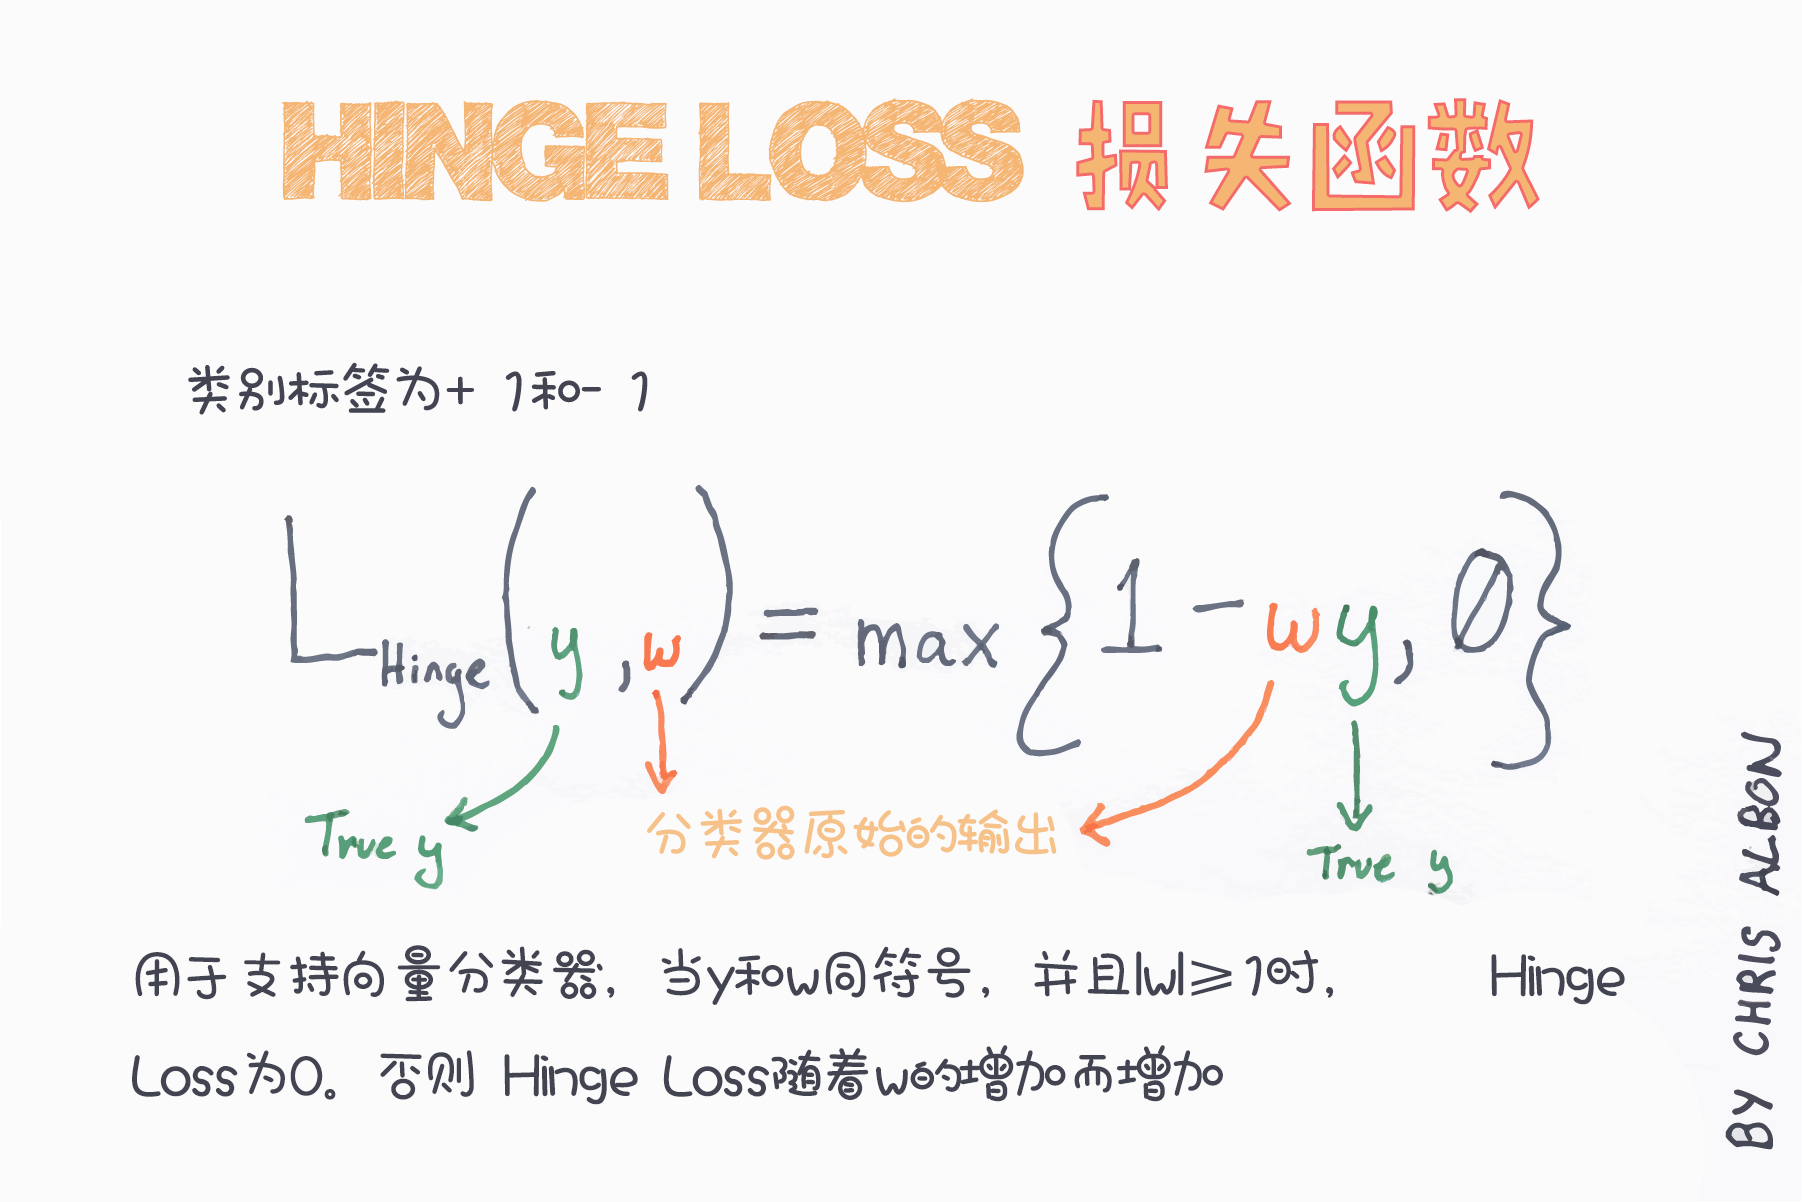 HINGE LOSS 损失函数
类别标签为+ 1和- 1
L Hinge (y, w) = max {1 - wy, 0}
True y
分类器原始的输出
True y
用于支持向量分类器, 当y和w同符号, 并且|w|≥1时, Hinge
Loss为0。否则 Hinge Loss随着w的增加而增加
BY CHRIS ALBON